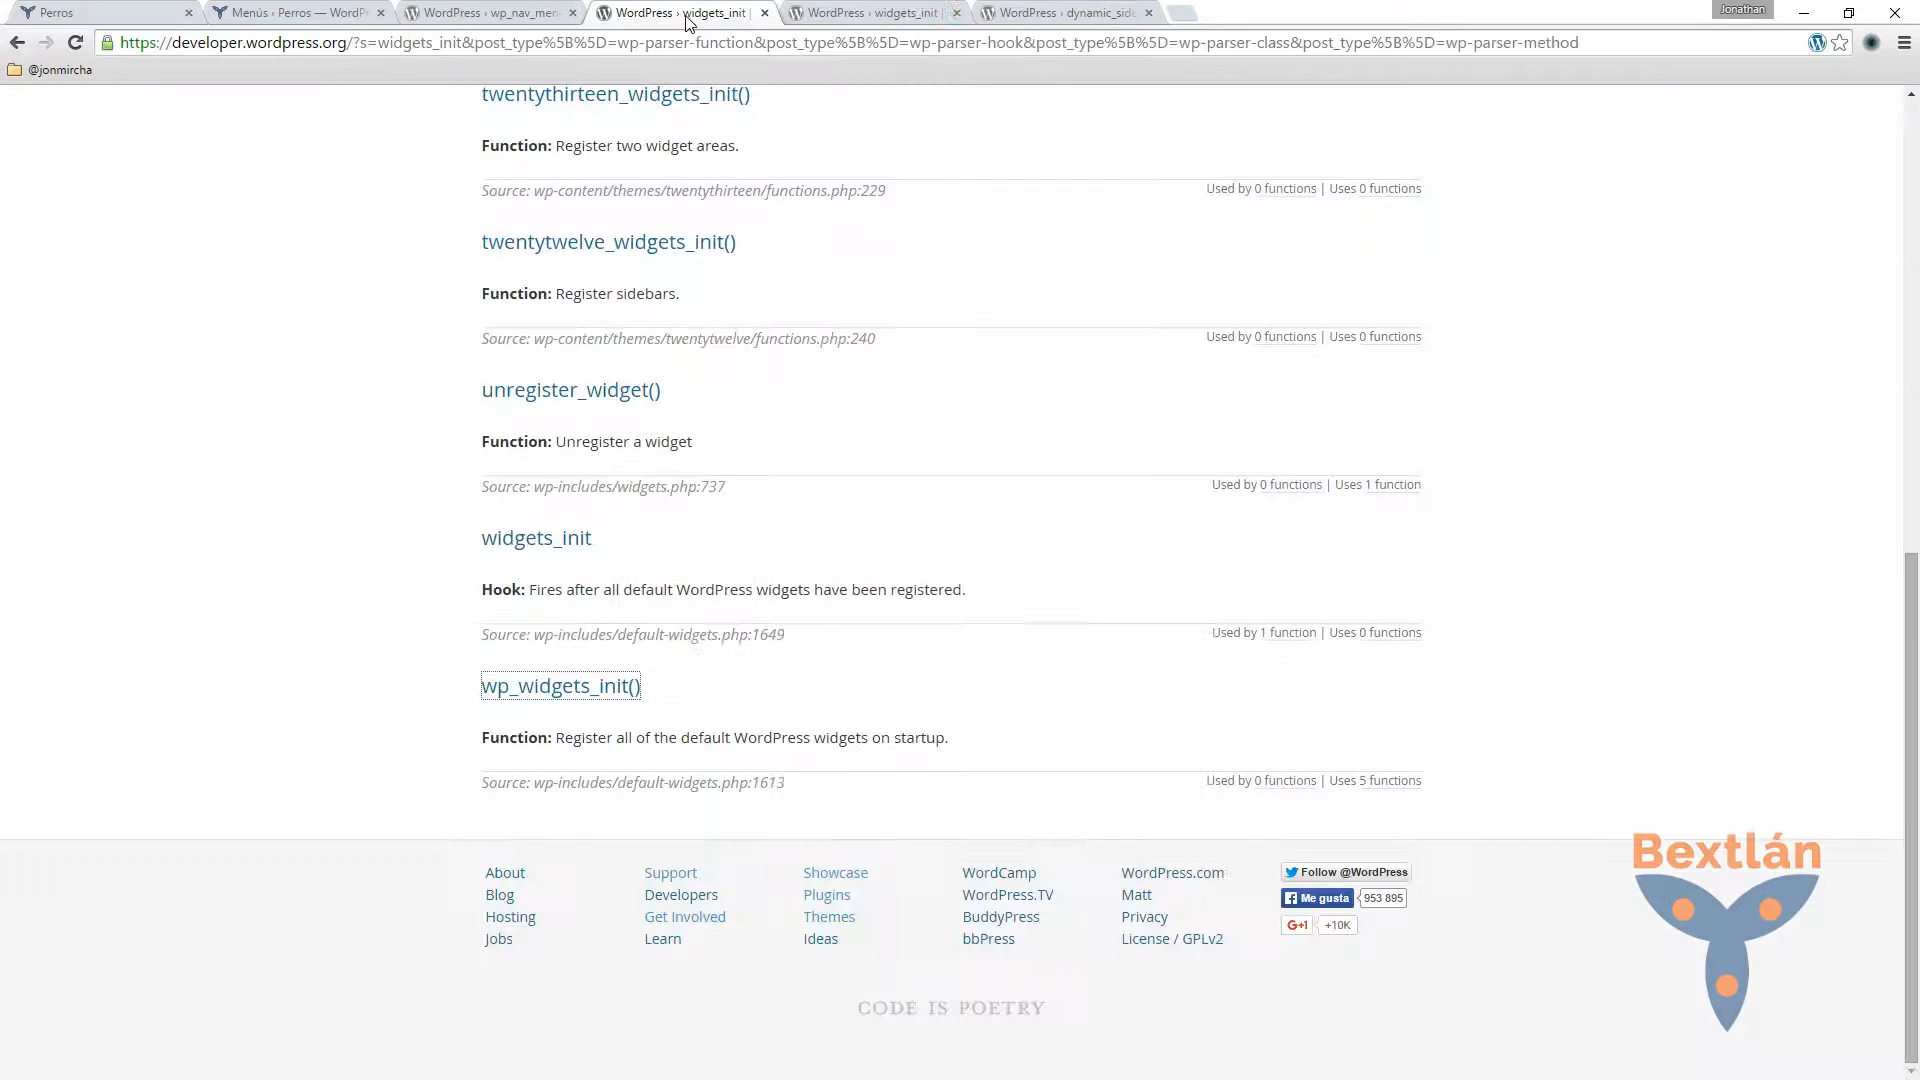 Perros
Menús ‹ Perros — WordPr
WordPress › wp_nav_men
WordPress › widgets_init |
WordPress › widgets_init |
WordPress › dynamic_side
Jonathan
https://developer.wordpress.org/?s=widgets_init&post_type%5B%5D=wp-parser-function&post_type%5B%5D=wp-parser-hook&post_type%5B%5D=wp-parser-class&post_type%5B%5D=wp-parser-method
@jonmircha
twentythirteen_widgets_init()
Function: Register two widget areas.
Source: wp-content/themes/twentythirteen/functions.php:229
Used by 0 functions | Uses 0 functions
twentytwelve_widgets_init()
Function: Register sidebars.
Source: wp-content/themes/twentytwelve/functions.php:240
Used by 0 functions | Uses 0 functions
unregister_widget()
Function: Unregister a widget
Source: wp-includes/widgets.php:737
Used by 0 functions | Uses 1 function
widgets_init
Hook: Fires after all default WordPress widgets have been registered.
Source: wp-includes/default-widgets.php:1649
Used by 1 function | Uses 0 functions
wp_widgets_init()
Function: Register all of the default WordPress widgets on startup.
Source: wp-includes/default-widgets.php:1613
Used by 0 functions | Uses 5 functions
About
Blog
Hosting
Jobs
Support
Developers
Get Involved
Learn
Showcase
Plugins
Themes
Ideas
WordCamp
WordPress.TV
BuddyPress
bbPress
WordPress.com
Matt
Privacy
License / GPLv2
Follow @WordPress
Me gusta 953 895
G+1 +10K
CODE IS POETRY
Bextlán